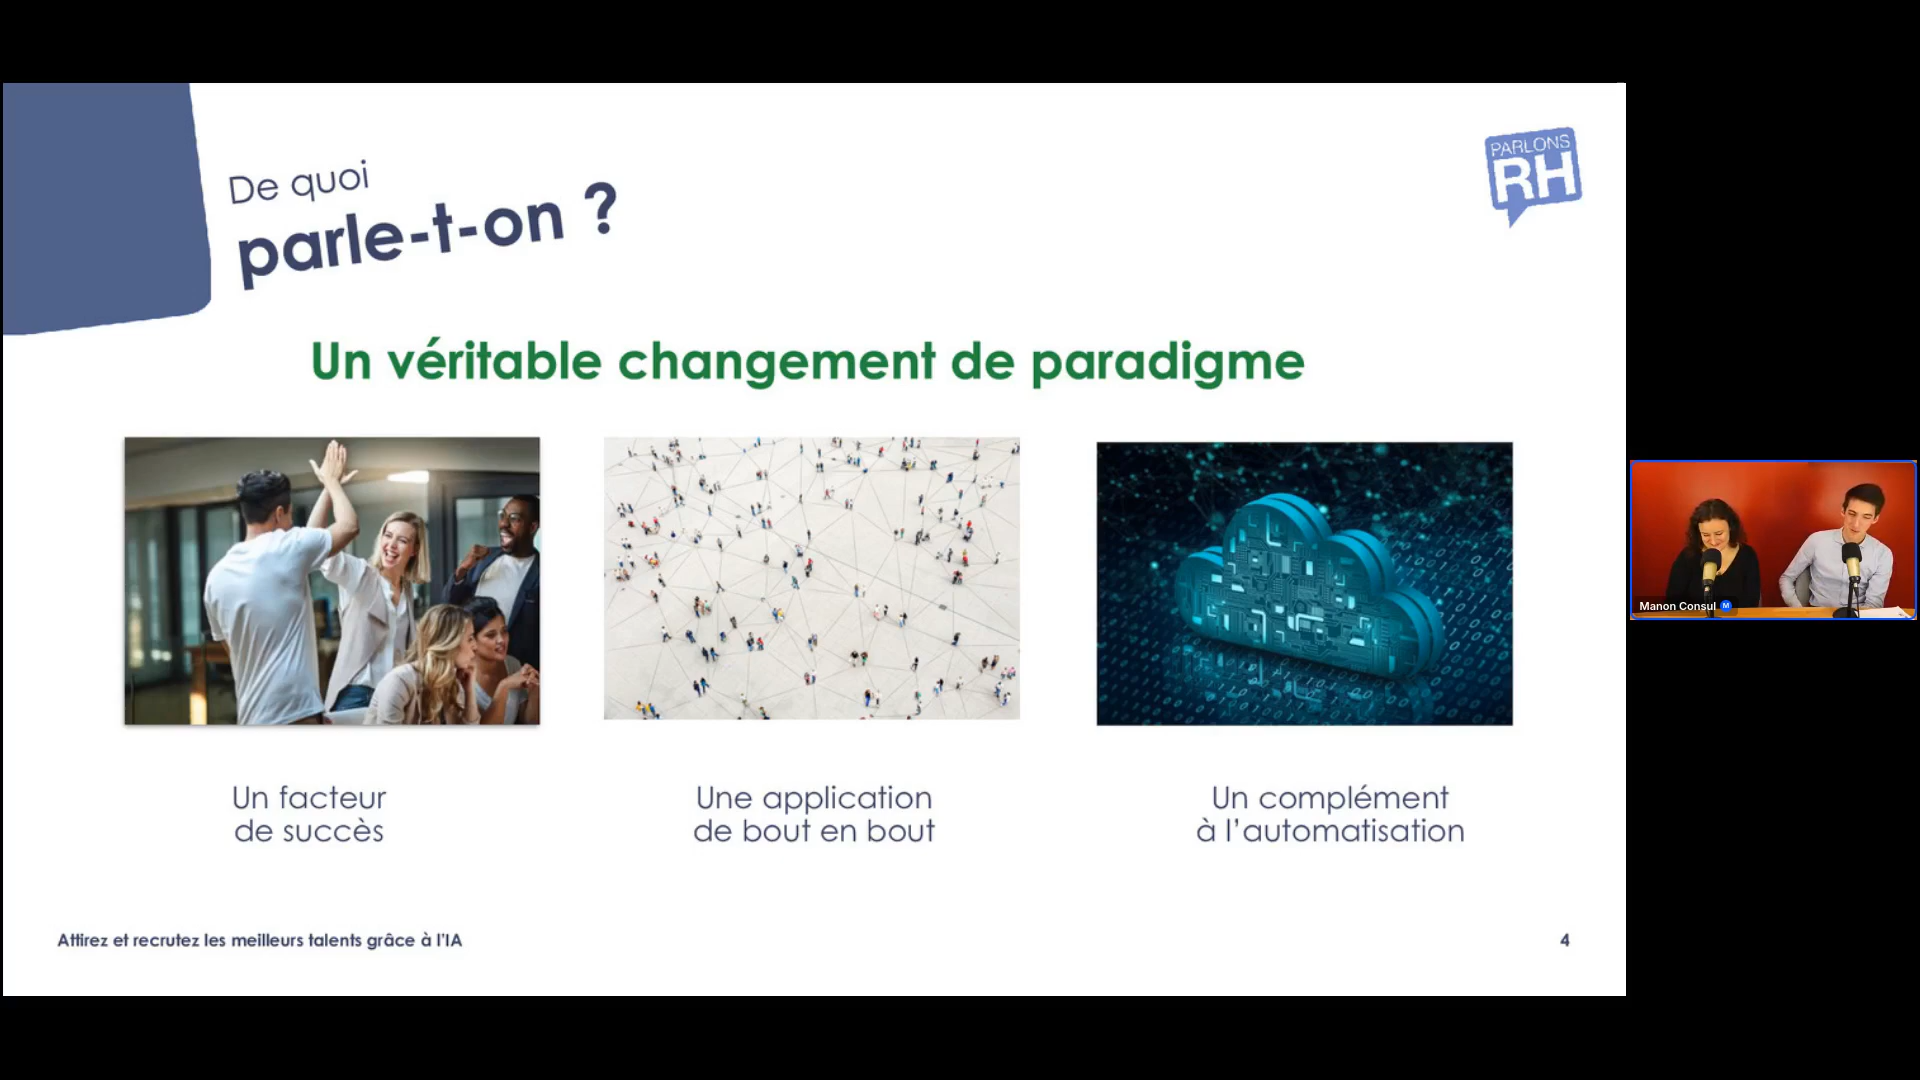 De quoi
parle-t-on ?
PARLONS
RH
Un véritable changement de paradigme
Un facteur
de succès
Une application
de bout en bout
Un complément
à l'automatisation
Attirez et recrutez les meilleurs talents grâce à l'IA
4
Manon Consul M